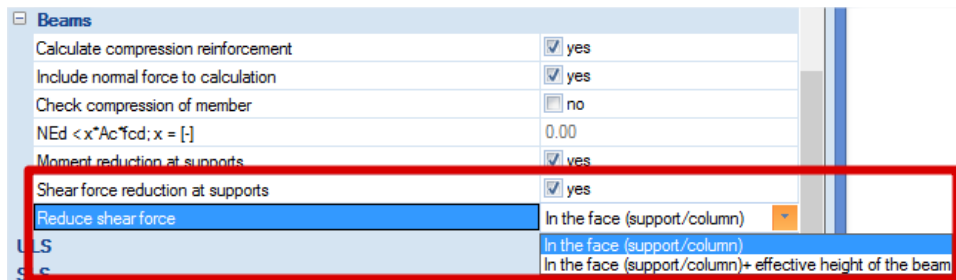 Beams
Calculate compression reinforcement yes
Include normal force to calculation yes
Check compression of member no
NEd < x*Ac*fcd; x = [-] 0.00
Moment reduction at supports yes
Shear force reduction at supports yes
Reduce shear force In the face (support/column)
ULS In the face (support/column)
SLS In the face (support/column)+ effective height of the beam